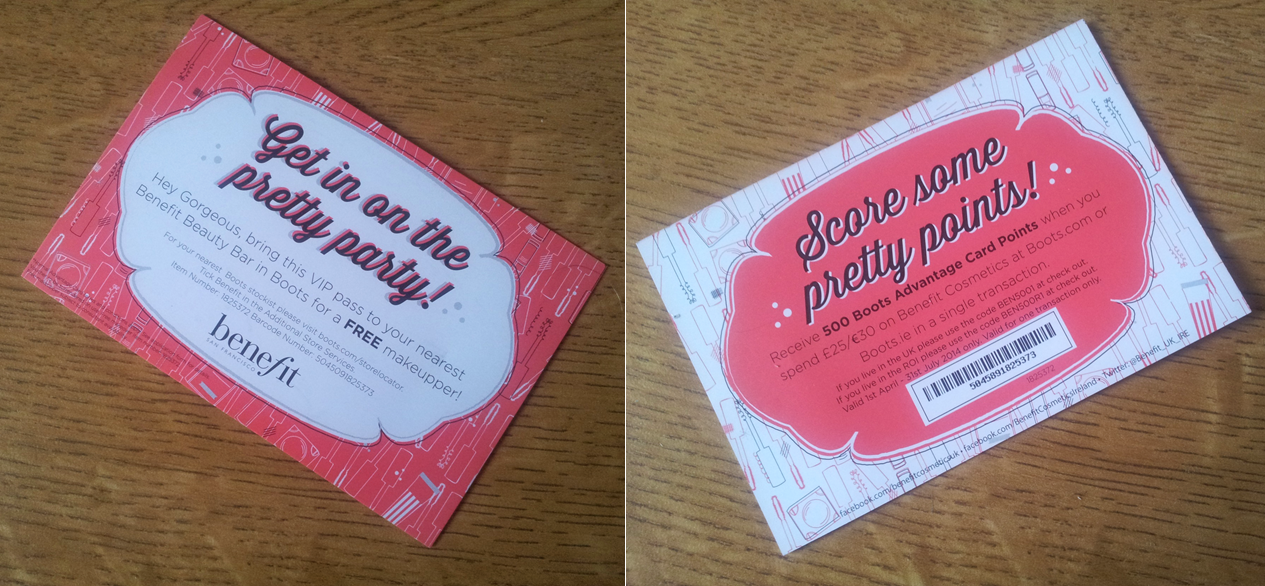 Get in on the
pretty party!
Hey Gorgeous, bring this VIP pass to your nearest
Benefit Beauty Bar in Boots for a FREE makeupper!
For your nearest Boots stockist please visit boots.com/storelocator.
Tick Benefit in the Additional Store Services.
Item Number: 1825372 Barcode Number: 5045091825373
benefit
SAN FRANCISCO
Score some
pretty points!
Receive 500 Boots Advantage Card Points when you
spend £25/€30 on Benefit Cosmetics at Boots.com or
Boots.ie in a single transaction.
If you live in the UK please use the code BEN5001 at check out.
If you live in the ROI please use the code BEN500RI at check out.
Valid 1st April - 31st July 2014 only. Valid for one transaction only.
5045091825373
1825372
facebook.com/benefitcosmeticsuk • facebook.com/BenefitCosmeticsIreland • Twitter:@Benefit_UK_IRE